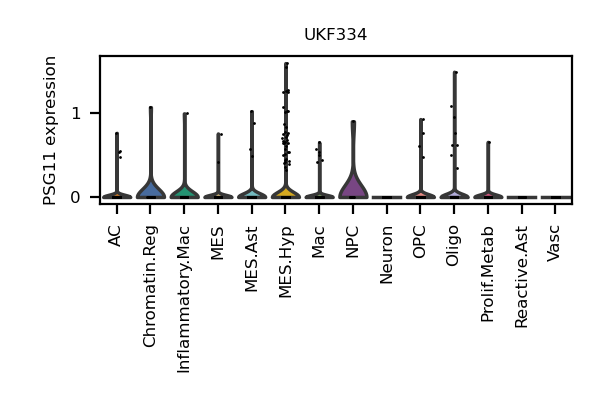 UKF334
PSG11 expression
1
0
AC
Chromatin.Reg
Inflammatory.Mac
MES
MES.Ast
MES.Hyp
Mac
NPC
Neuron
OPC
Oligo
Prolif.Metab
Reactive.Ast
Vasc